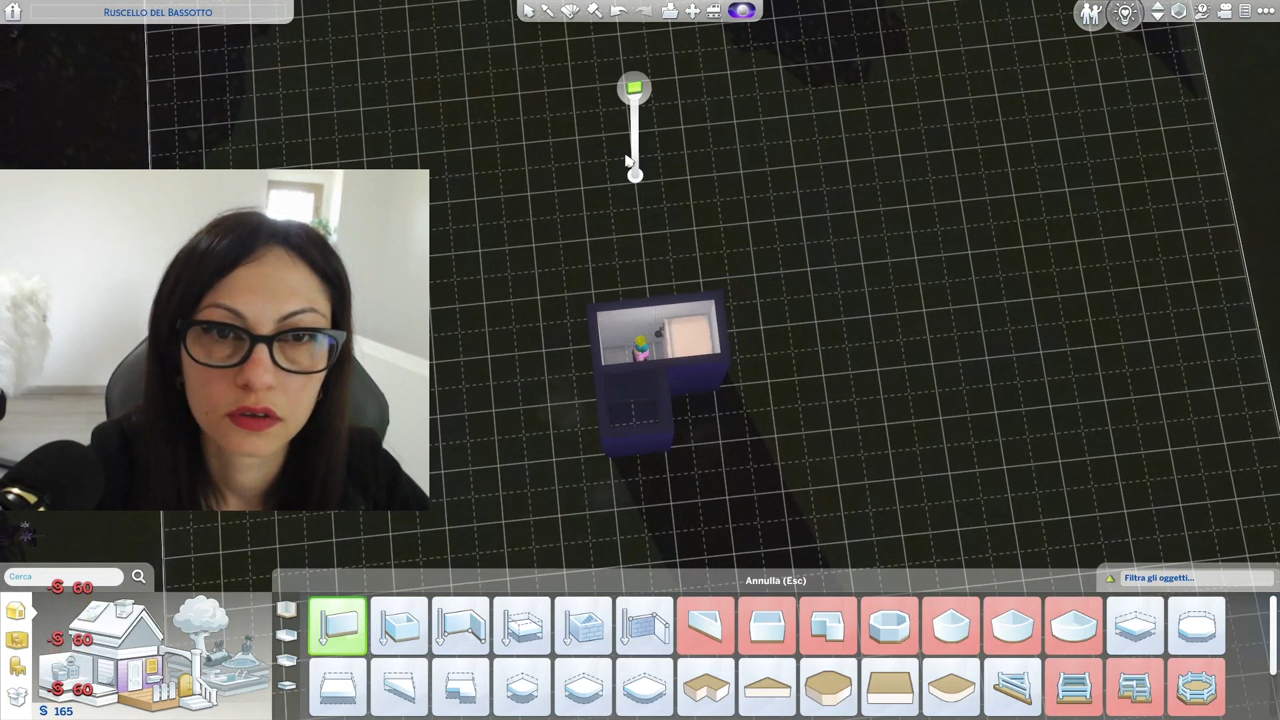 RUSCELLO DEL BASSOTTO
Annulla (Esc)
Cerca
Filtra gli oggetti...
-§ 60
-§ 60
-§ 60
§ 165